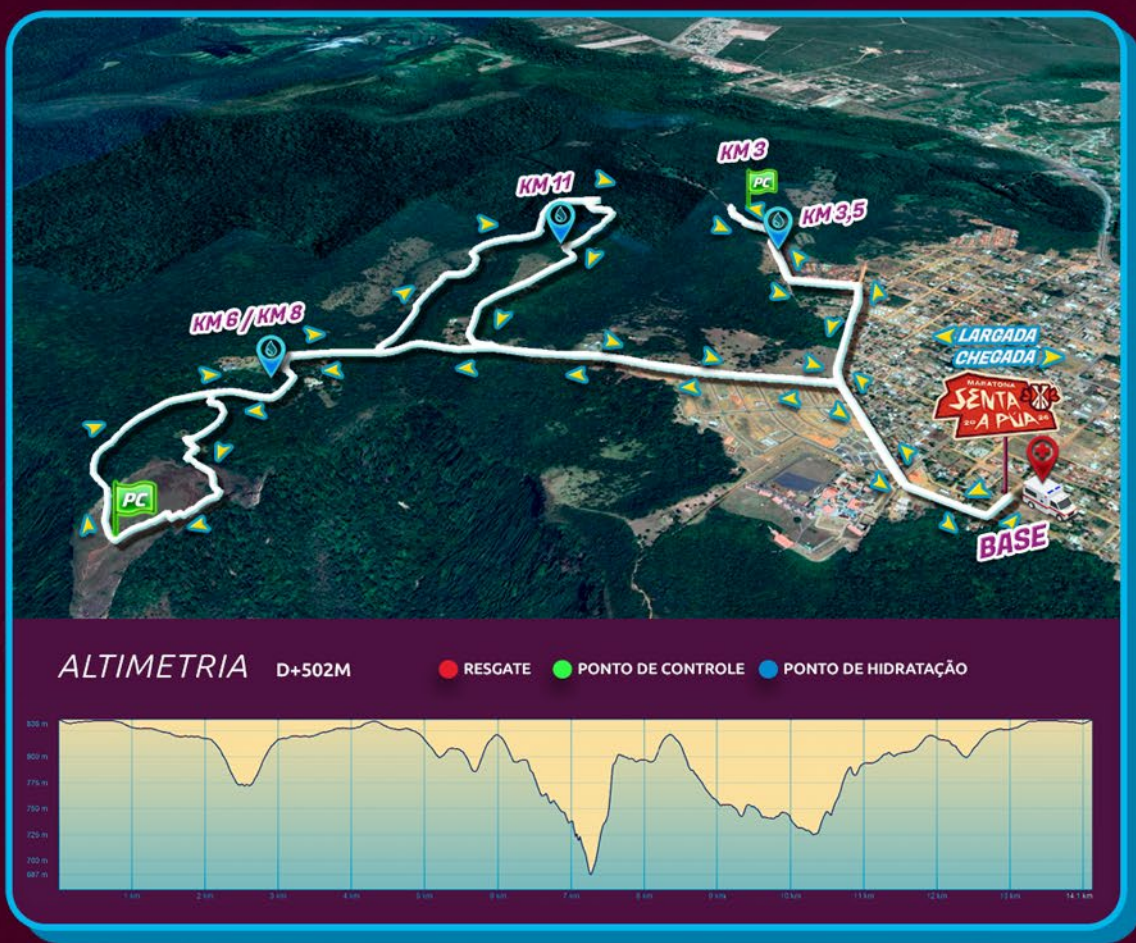 KM 3
PC
KM 11
KM 3,5
KM 6 / KM 8
LARGADA
CHEGADA
MARATONA
SENTA
20 A PÚA 26
PC
BASE
ALTIMETRIA D+502M
RESGATE PONTO DE CONTROLE PONTO DE HIDRATAÇÃO
800 m
775 m
750 m
725 m
700 m
687 m
1 km 2 km 3 km 4 km 5 km 6 km 7 km 8 km 9 km 10 km 11 km 12 km 13 km 14.1 km